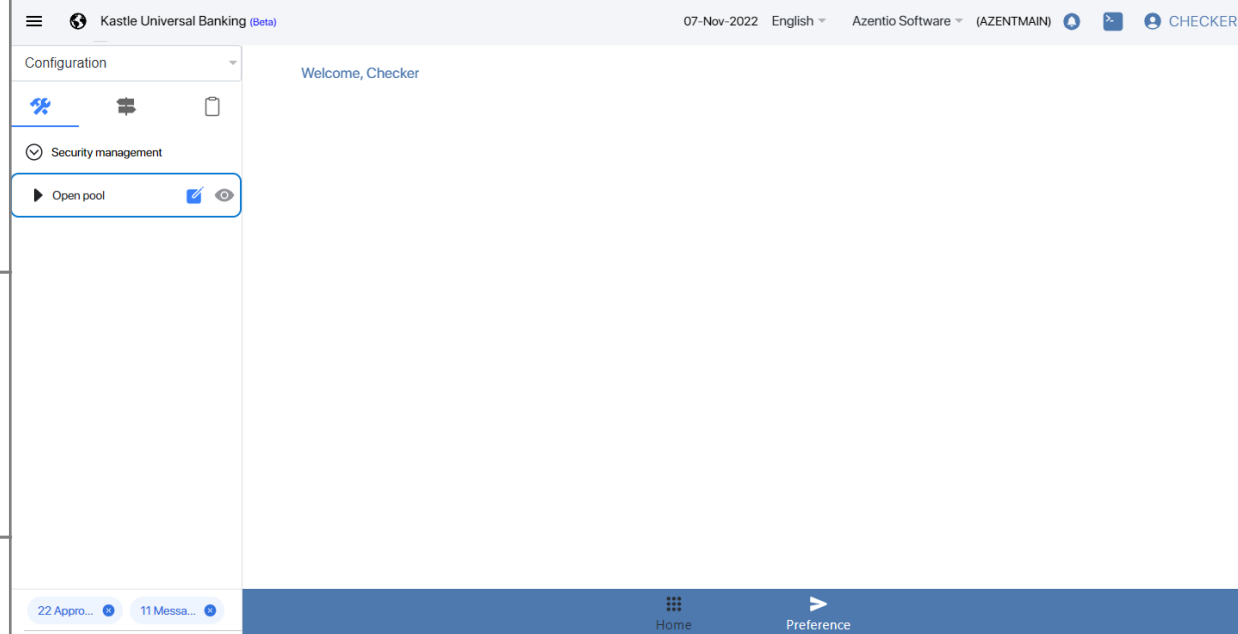 Kastle Universal Banking (Beta)
07-Nov-2022 English Azentio Software (AZENTMAIN) CHECKER
Configuration
Welcome, Checker
Security management
Open pool
22 Appro... 11 Messa...
Home Preference